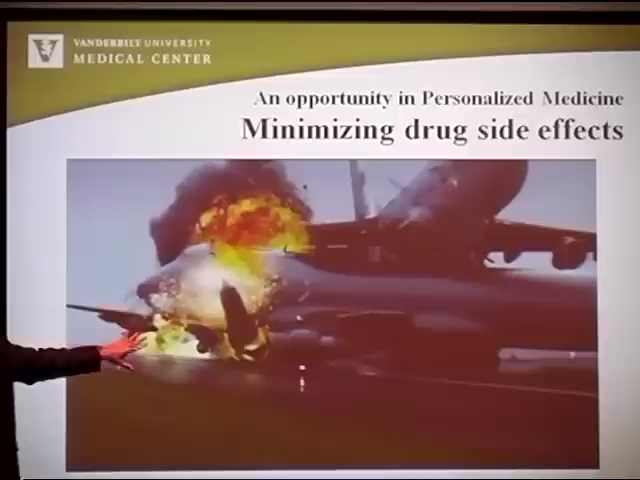 VANDERBILT UNIVERSITY
MEDICAL CENTER
An opportunity in Personalized Medicine
Minimizing drug side effects